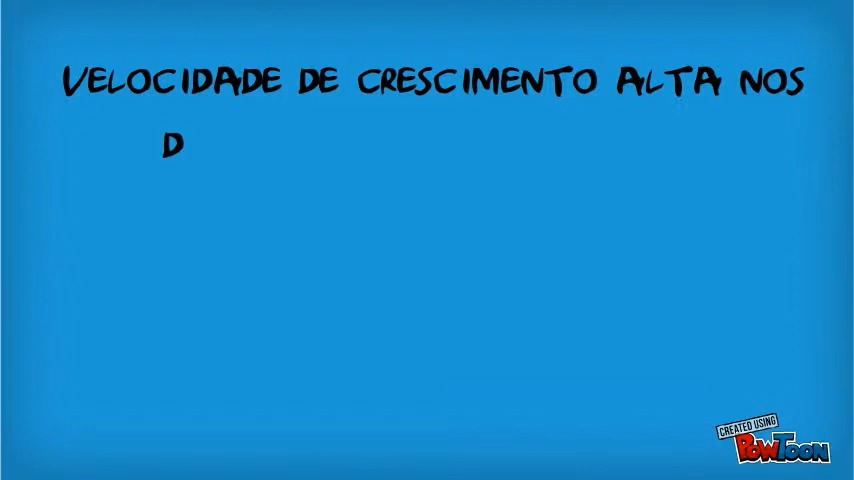 VELOCIDADE DE CRESCIMENTO ALTA NOS
D
CREATED USING
POWTOON